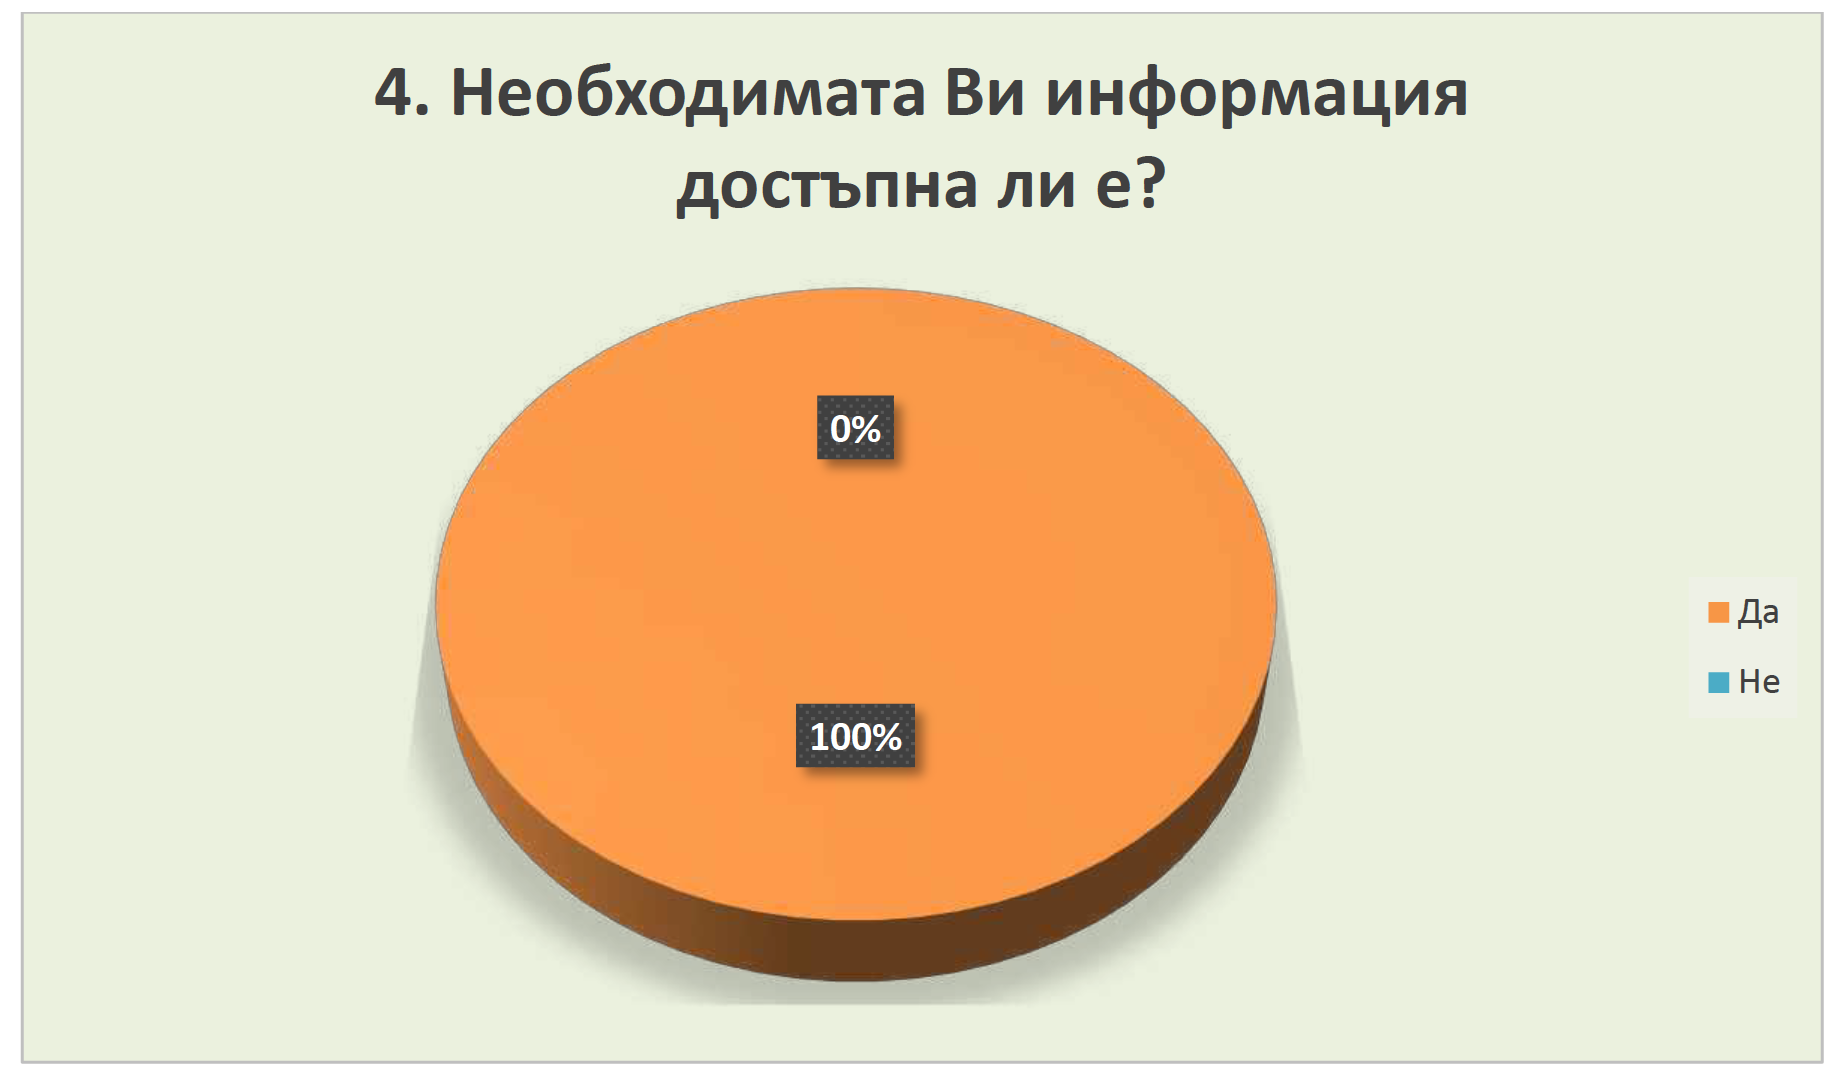 4. Необходимата Ви информация
достъпна ли е?
0%
100%
Да
Не